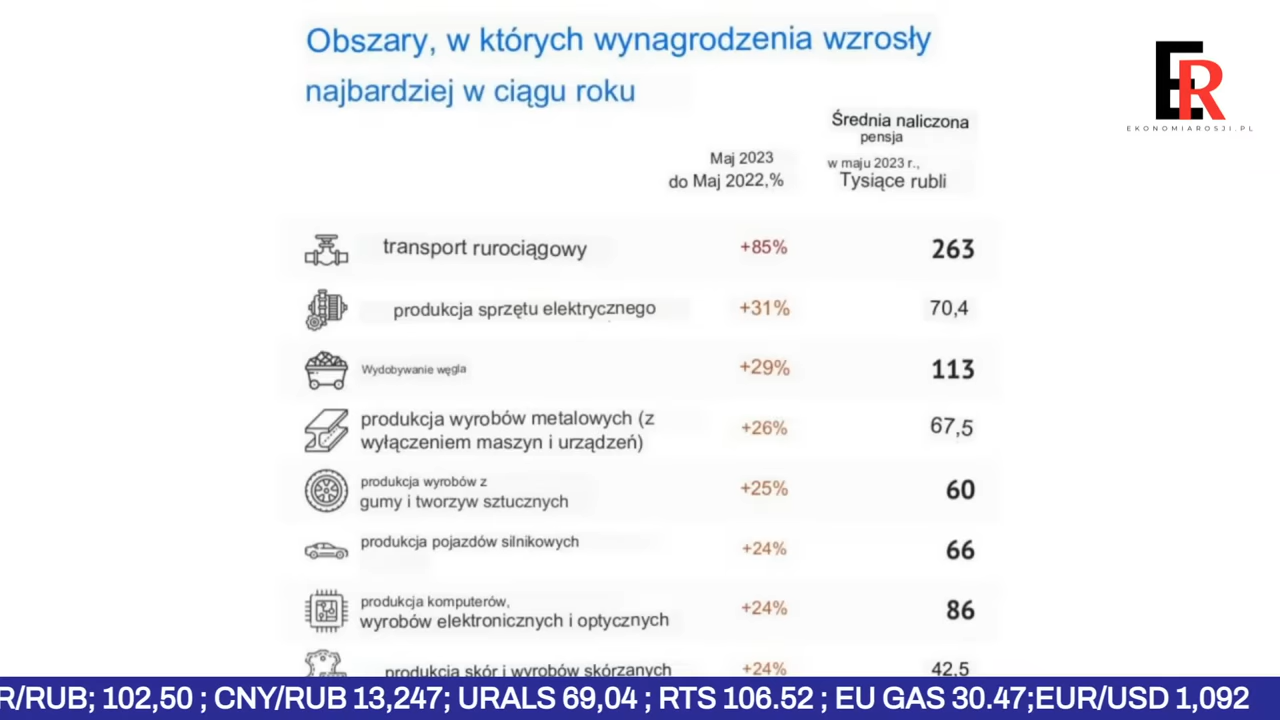 Obszary, w których wynagrodzenia wzrosły
najbardziej w ciągu roku
ER
EKONOMIAROSJI.PL
Średnia naliczona
pensja
Maj 2023
do Maj 2022,%
w maju 2023 r.,
Tysiące rubli
transport rurociągowy +85% 263
produkcja sprzętu elektrycznego +31% 70,4
Wydobywanie węgla +29% 113
produkcja wyrobów metalowych (z
wyłączeniem maszyn i urządzeń) +26% 67,5
produkcja wyrobów z
gumy i tworzyw sztucznych +25% 60
produkcja pojazdów silnikowych +24% 66
produkcja komputerów,
wyrobów elektronicznych i optycznych +24% 86
produkcja skór i wyrobów skórzanych +24% 42,5
R/RUB; 102,50 ; CNY/RUB 13,247; URALS 69,04 ; RTS 106.52 ; EU GAS 30.47;EUR/USD 1,092